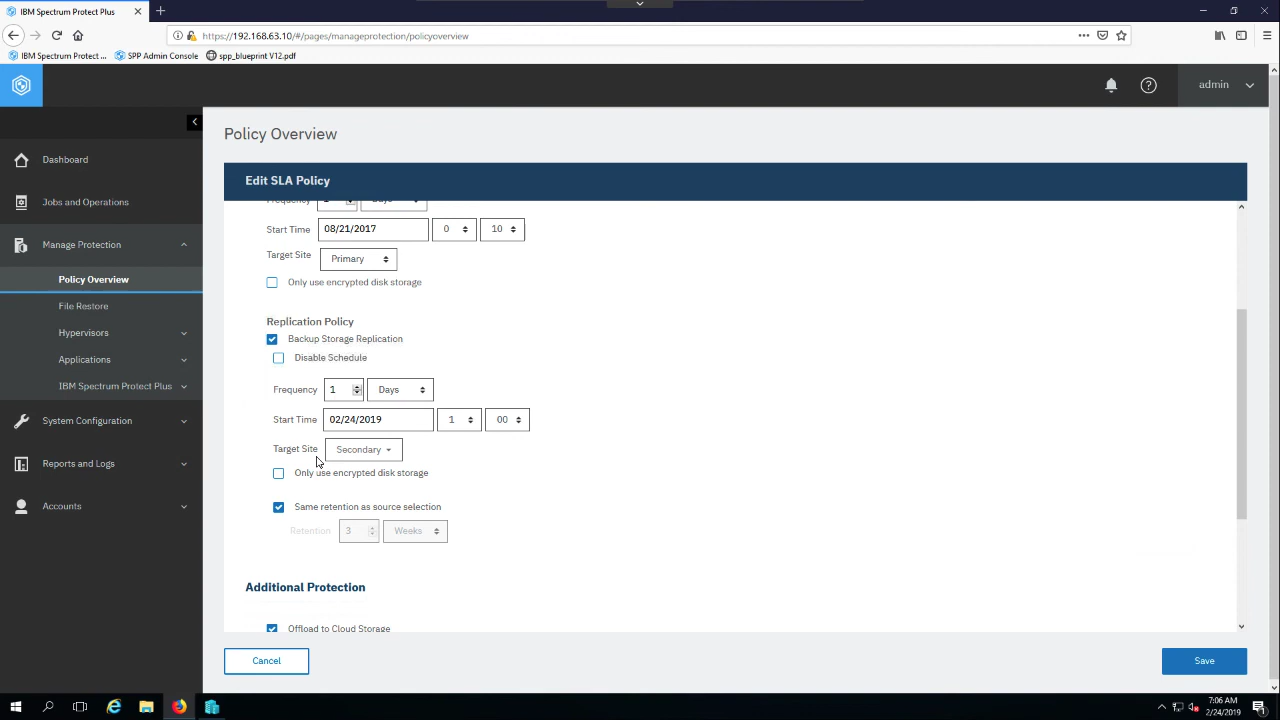 IBM Spectrum Protect Plus
https://192.168.63.10/#/pages/manageprotection/policyoverview
IBM Spectrum Protect ... SPP Admin Console spp_blueprint V12.pdf
admin
Policy Overview
Edit SLA Policy
Dashboard
Jobs and Operations
Manage Protection
Policy Overview
File Restore
Hypervisors
Applications
IBM Spectrum Protect Plus
System Configuration
Reports and Logs
Accounts
Frequency Days
Start Time 08/21/2017 0 10
Target Site Primary
Only use encrypted disk storage
Replication Policy
Backup Storage Replication
Disable Schedule
Frequency 1 Days
Start Time 02/24/2019 1 00
Target Site Secondary
Only use encrypted disk storage
Same retention as source selection
Retention 3 Weeks
Additional Protection
Offload to Cloud Storage
Cancel Save
7:06 AM
2/24/2019
1